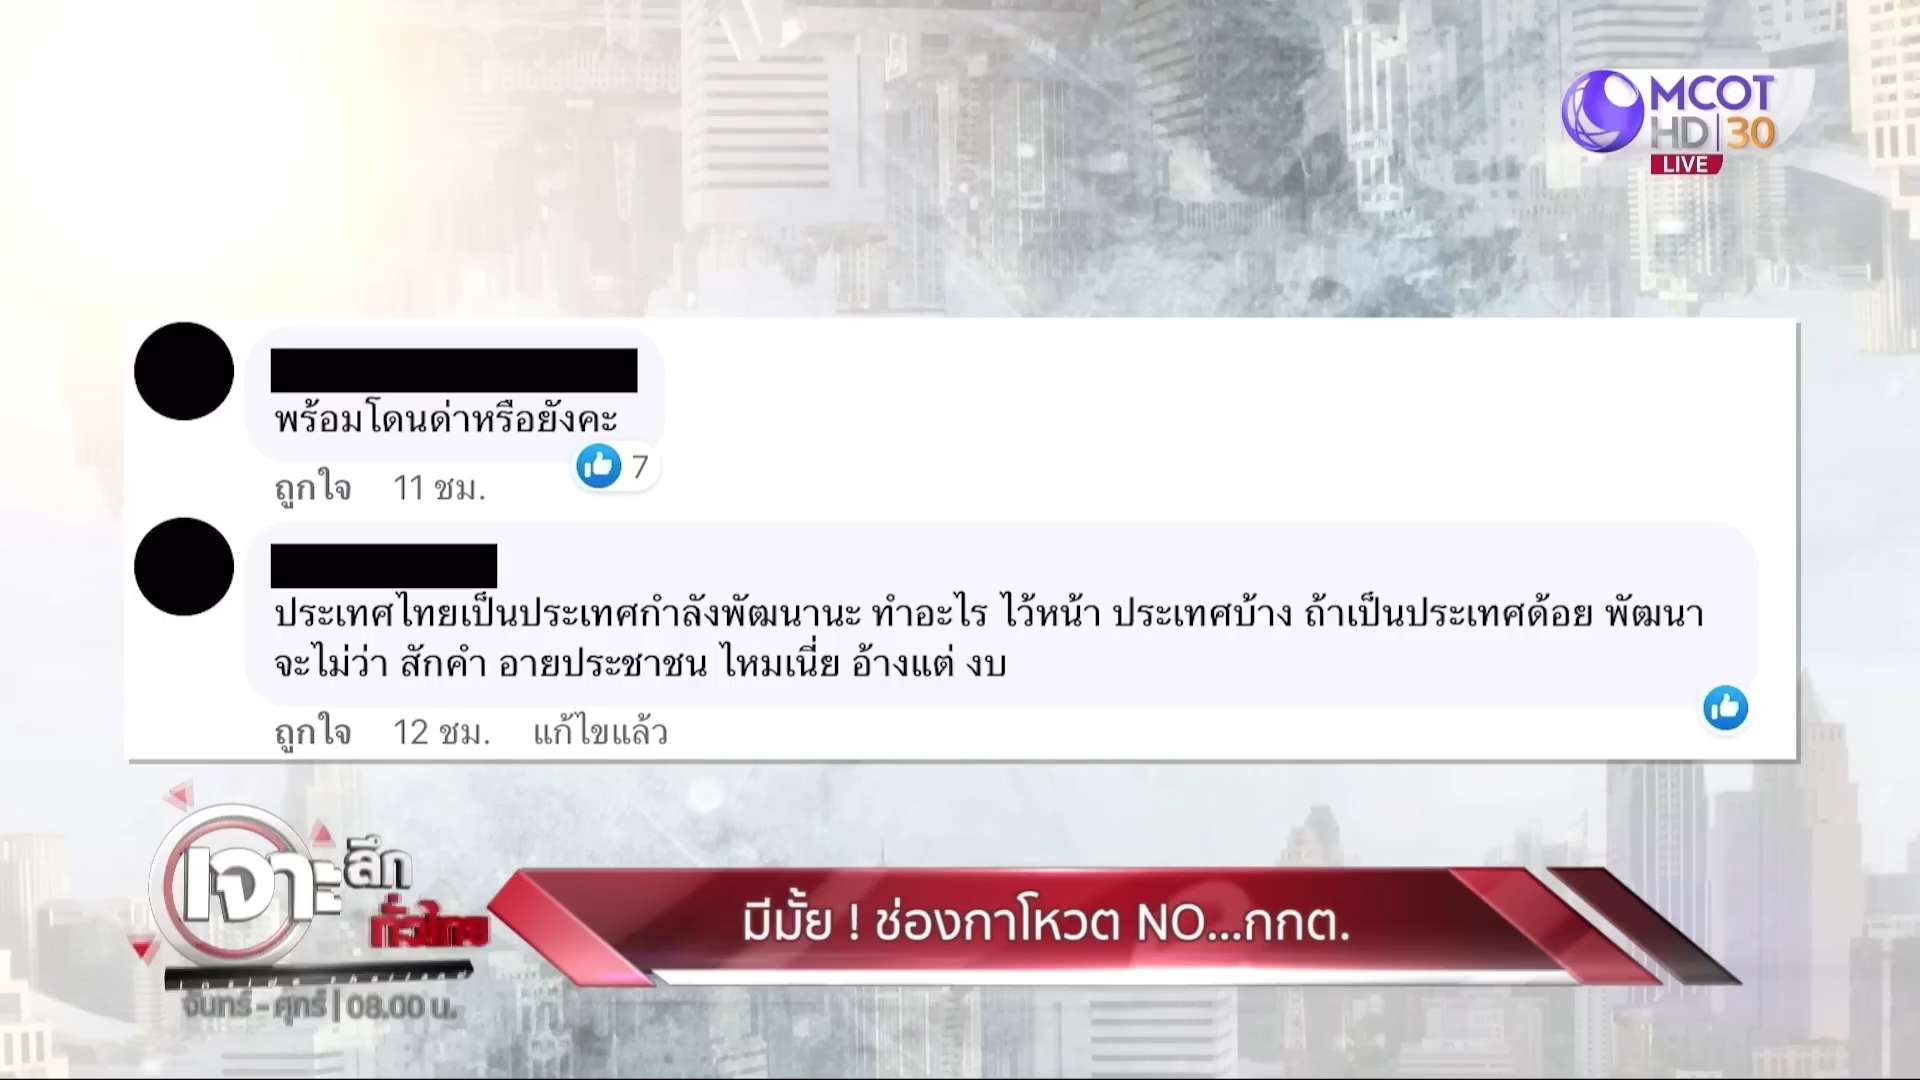 MCOT
HD 30
LIVE
พร้อมโดนด่าหรือยังคะ
7
ถูกใจ 11 ชม.
ประเทศไทยเป็นประเทศกำลังพัฒนานะ ทำอะไร ไว้หน้า ประเทศบ้าง ถ้าเป็นประเทศด้อย พัฒนา
จะไม่ว่า สักคำ อายประชาชน ไหมเนี่ย อ้างแต่ งบ
ถูกใจ 12 ชม. แก้ไขแล้ว
เจาะลึก
ทั่วไทย
มีมั้ย ! ช่องกาโหวต NO...กกต.
จันทร์ - ศุกร์ | 08.00 น.